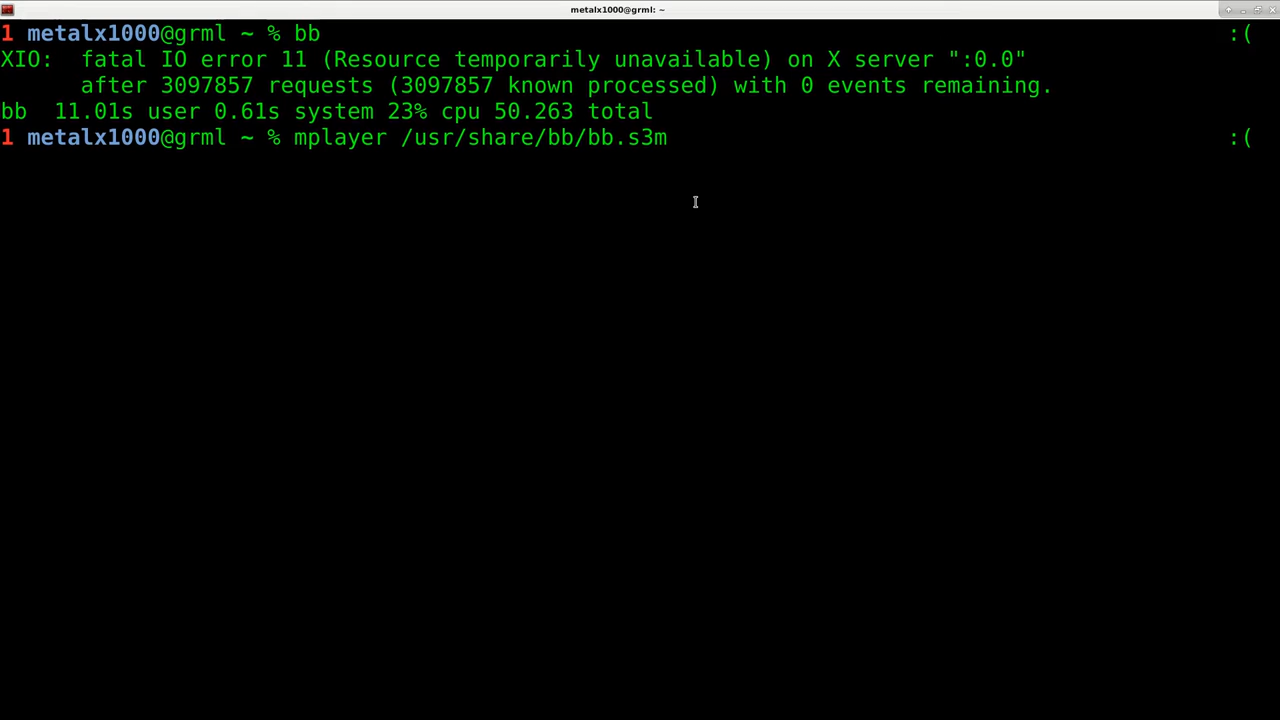 metalx1000@grml: ~
1 metalx1000@grml ~ % bb :(
XIO:  fatal IO error 11 (Resource temporarily unavailable) on X server ":0.0"
      after 3097857 requests (3097857 known processed) with 0 events remaining.
bb  11.01s user 0.61s system 23% cpu 50.263 total
1 metalx1000@grml ~ % mplayer /usr/share/bb/bb.s3m :(